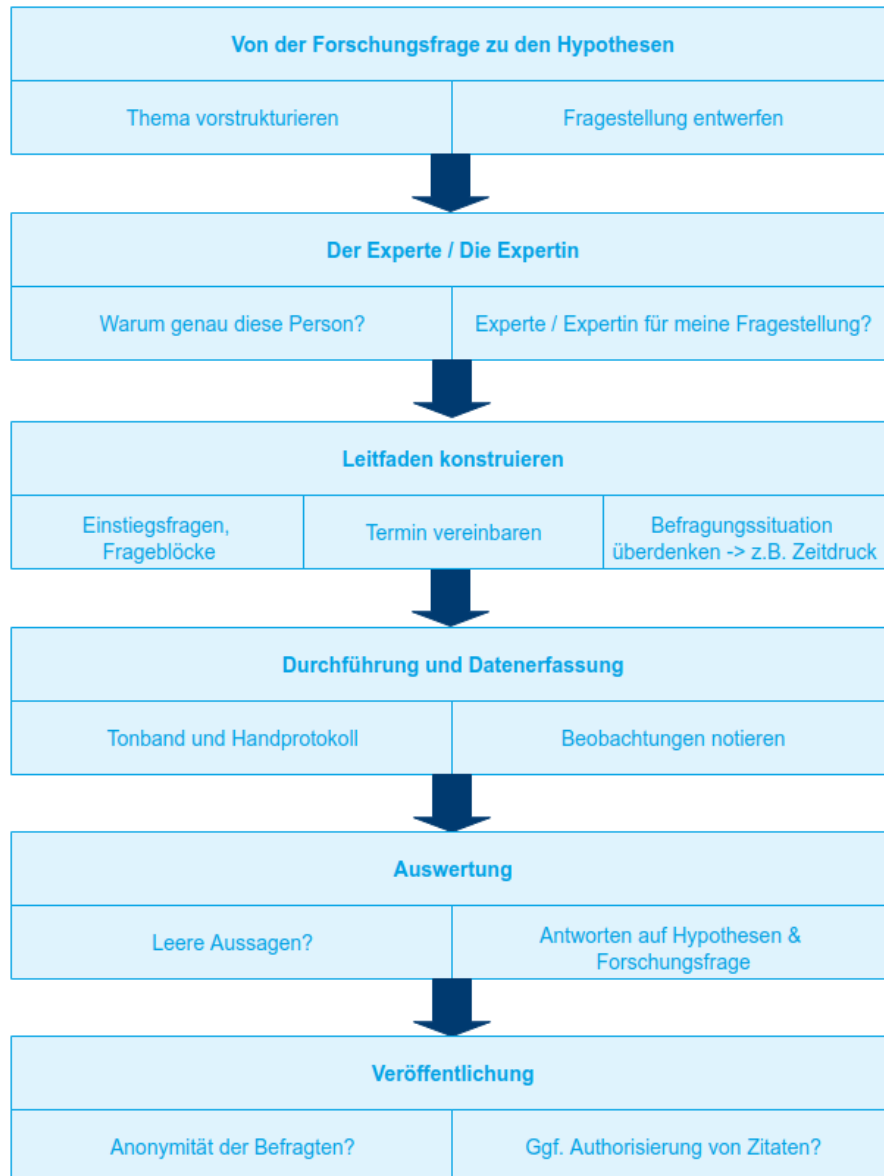 Von der Forschungsfrage zu den Hypothesen
Thema vorstrukturieren
Fragestellung entwerfen
Der Experte / Die Expertin
Warum genau diese Person?
Experte / Expertin für meine Fragestellung?
Leitfaden konstruieren
Einstiegsfragen,
Frageblöcke
Termin vereinbaren
Befragungssituation
überdenken -> z.B. Zeitdruck
Durchführung und Datenerfassung
Tonband und Handprotokoll
Beobachtungen notieren
Auswertung
Leere Aussagen?
Antworten auf Hypothesen &
Forschungsfrage
Veröffentlichung
Anonymität der Befragten?
Ggf. Authorisierung von Zitaten?